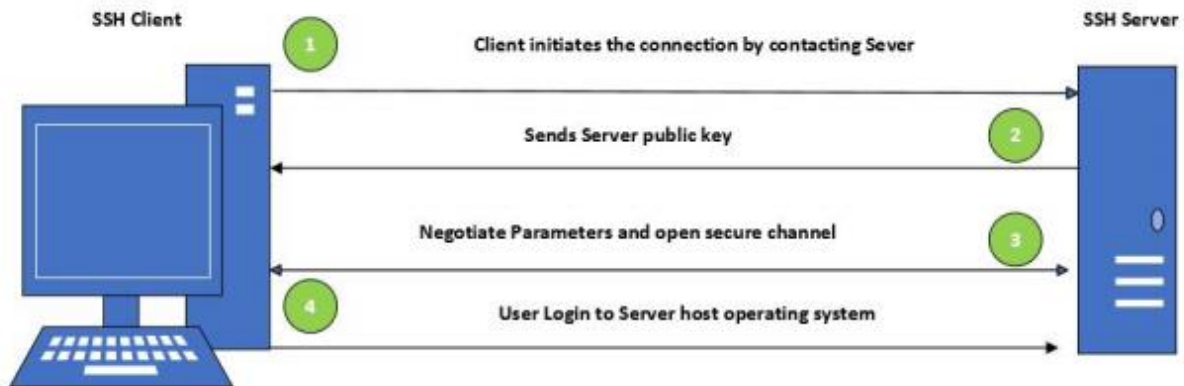 SSH Client
SSH Server
1
Client initiates the connection by contacting Sever
Sends Server public key
2
Negotiate Parameters and open secure channel
3
4
User Login to Server host operating system